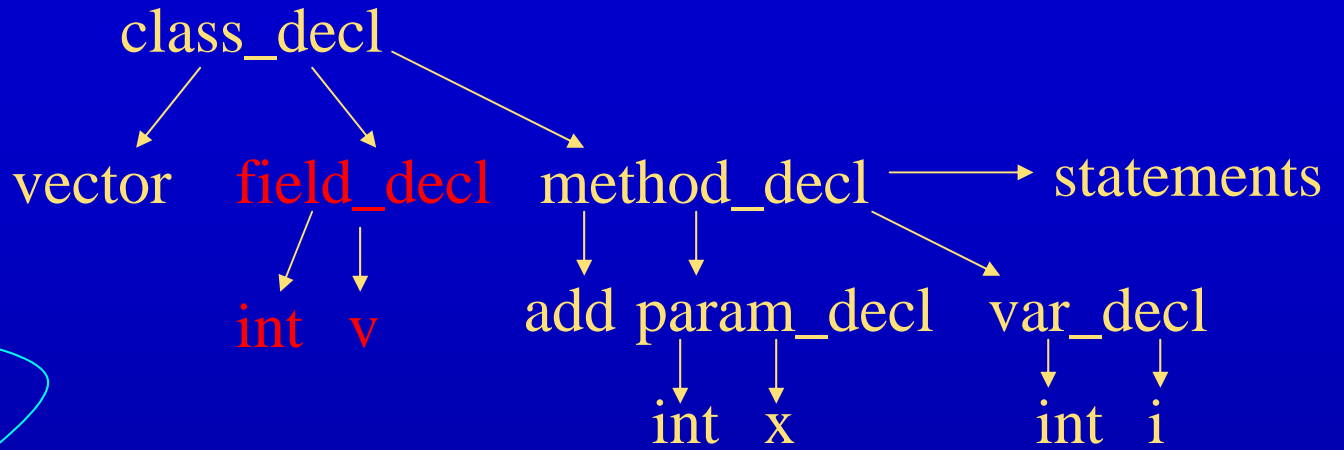 class_decl
vector field_decl method_decl statements
int v add param_decl var_decl
int x int i